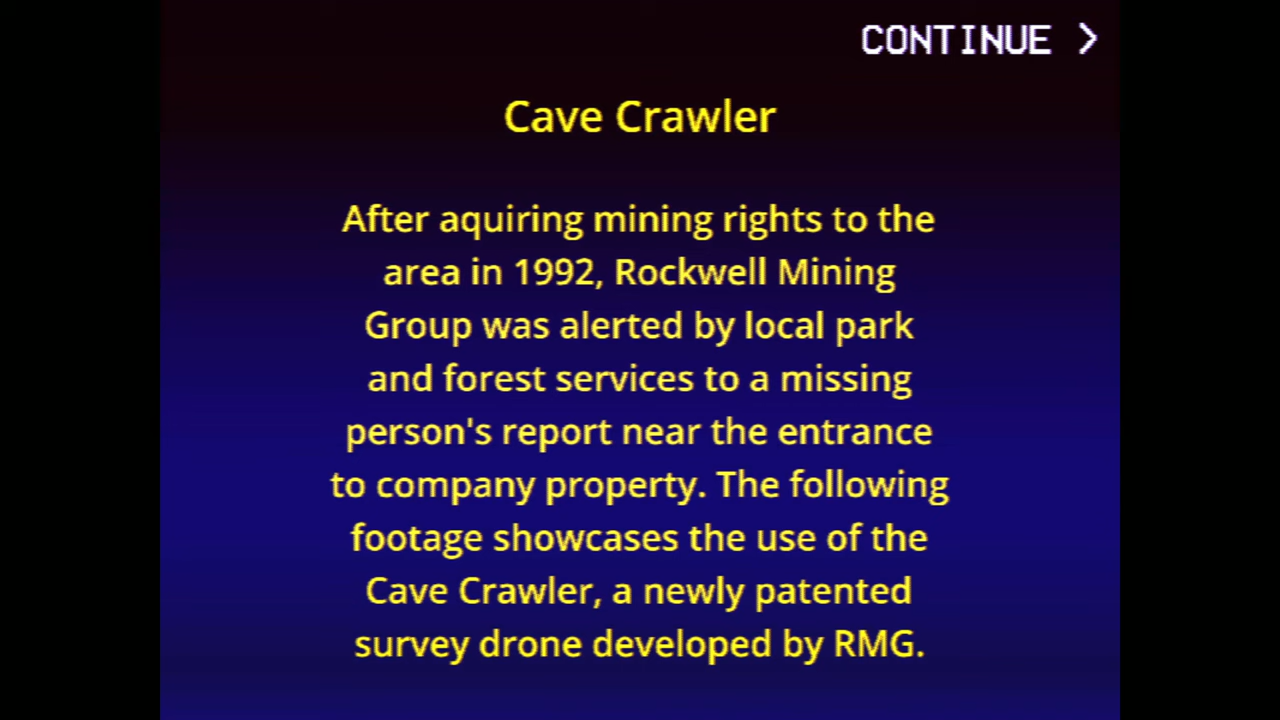 CONTINUE >
Cave Crawler
After aquiring mining rights to the
area in 1992, Rockwell Mining
Group was alerted by local park
and forest services to a missing
person's report near the entrance
to company property. The following
footage showcases the use of the
Cave Crawler, a newly patented
survey drone developed by RMG.